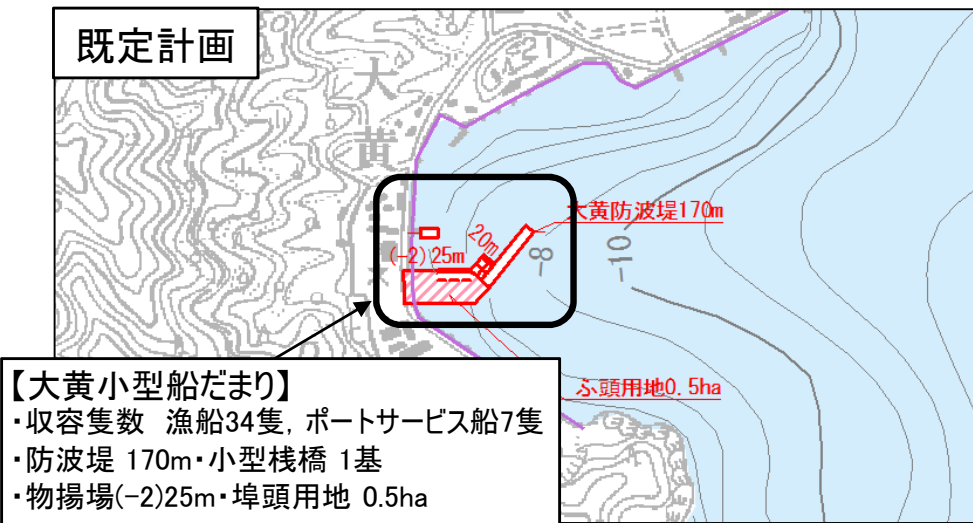 既定計画
大
黄
大黄防波堤170m
20m
(-2)25m
-8
-10
ふ頭用地0.5ha
【大黄小型船だまり】
・収容隻数　漁船34隻, ポートサービス船7隻
・防波堤 170m・小型桟橋 1基
・物揚場(-2)25m・埠頭用地 0.5ha